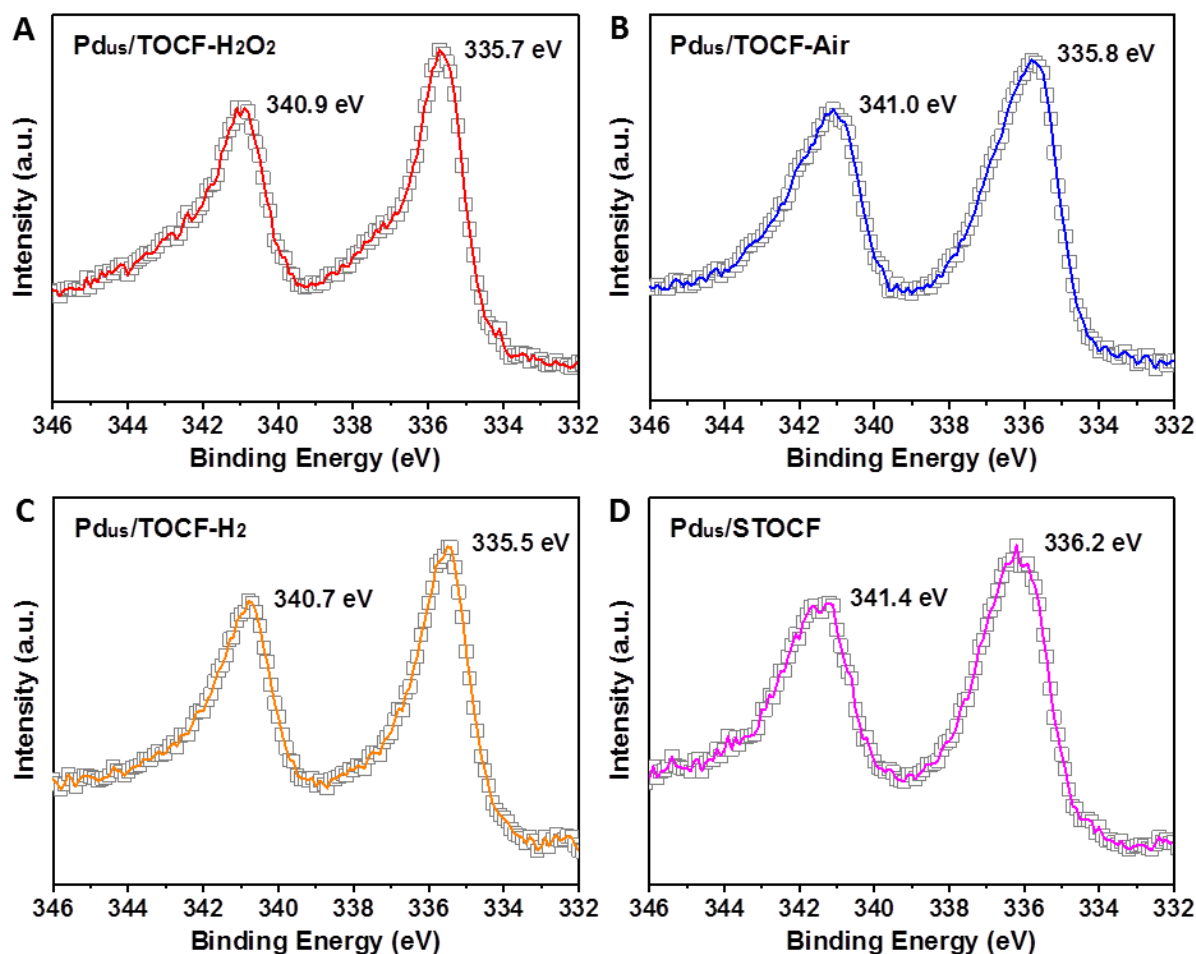 A
Pdus/TOCF-H2O2
335.7 eV
340.9 eV
Intensity (a.u.)
346 344 342 340 338 336 334 332
Binding Energy (eV)
B
Pdus/TOCF-Air
335.8 eV
341.0 eV
Intensity (a.u.)
346 344 342 340 338 336 334 332
Binding Energy (eV)
C
Pdus/TOCF-H2
335.5 eV
340.7 eV
Intensity (a.u.)
346 344 342 340 338 336 334 332
Binding Energy (eV)
D
Pdus/STOCF
336.2 eV
341.4 eV
Intensity (a.u.)
346 344 342 340 338 336 334 332
Binding Energy (eV)